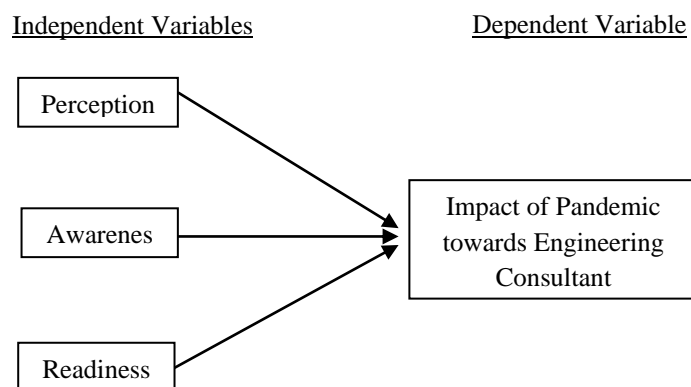 Independent Variables
Dependent Variable
Perception
Awarenes
Impact of Pandemic
towards Engineering
Consultant
Readiness